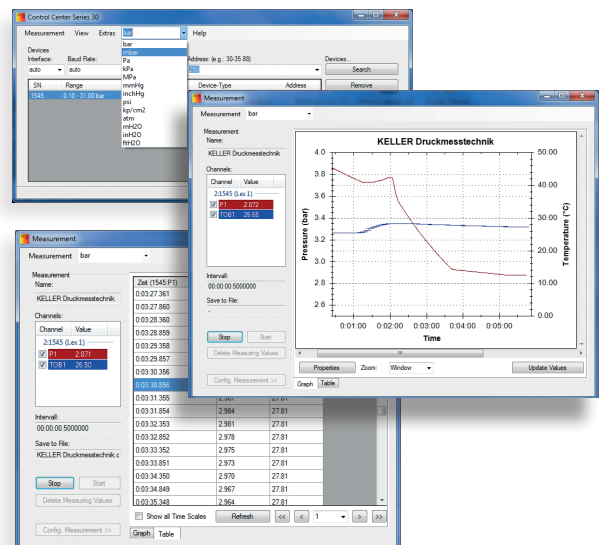 Control Center Series 30
Measurement View Extras bar Help
Devices
Interface: Baud Rate: Address: (e.g.: 30-35 88) Devices...
auto auto 250 Search
SN Range Device-Type Address Remove
1545 0.10 - 31.00 bar
bar
mbar
Pa
kPa
MPa
mmHg
inchHg
psi
kp/cm2
atm
mH2O
inH2O
ftH2O
Measurement
Measurement bar
Measurement
Name:
KELLER Druckmesstechnik
Channels:
Channel Value
2:1545 (Lex.1)
P1 2.872
TOB1 26.68
Intervall:
00:00:00.5000000
Save to File:
-
Stop Start
Delete Measuring Values
Config. Measurement >>
KELLER Druckmesstechnik
Pressure (bar)
4.0
3.8
3.6
3.4
3.2
3.0
2.8
2.6
50.00
40.00
30.00
20.00
10.00
0.00
Temperature (°C)
0:01:00 0:02:00 0:03:00 0:04:00 0:05:00
Time
Properties Zoom: Window Update Values
Graph Table
Measurement
Measurement bar
Measurement
Name:
KELLER Druckmesstechnik
Channels:
Channel Value
2:1545 (Lex.1)
P1 2.871
TOB1 26.50
Intervall:
00:00:00.5000000
Save to File:
KELLER Druckmesstechnik.c
Stop Start
Delete Measuring Values
Config. Measurement >>
Zeit (1545:P1)
0:03:27.361
0:03:27.860
0:03:28.360
0:03:28.859
0:03:29.358
0:03:29.857
0:03:30.356
0:03:30.856
0:03:31.355 2.987 27.81
0:03:31.854 2.984 27.81
0:03:32.353 2.981 27.81
0:03:32.852 2.978 27.81
0:03:33.352 2.975 27.81
0:03:33.851 2.973 27.81
0:03:34.350 2.970 27.81
0:03:34.849 2.967 27.81
0:03:35.348 2.964 27.81
Show all Time Scales Refresh << < 1 > >>
Graph Table